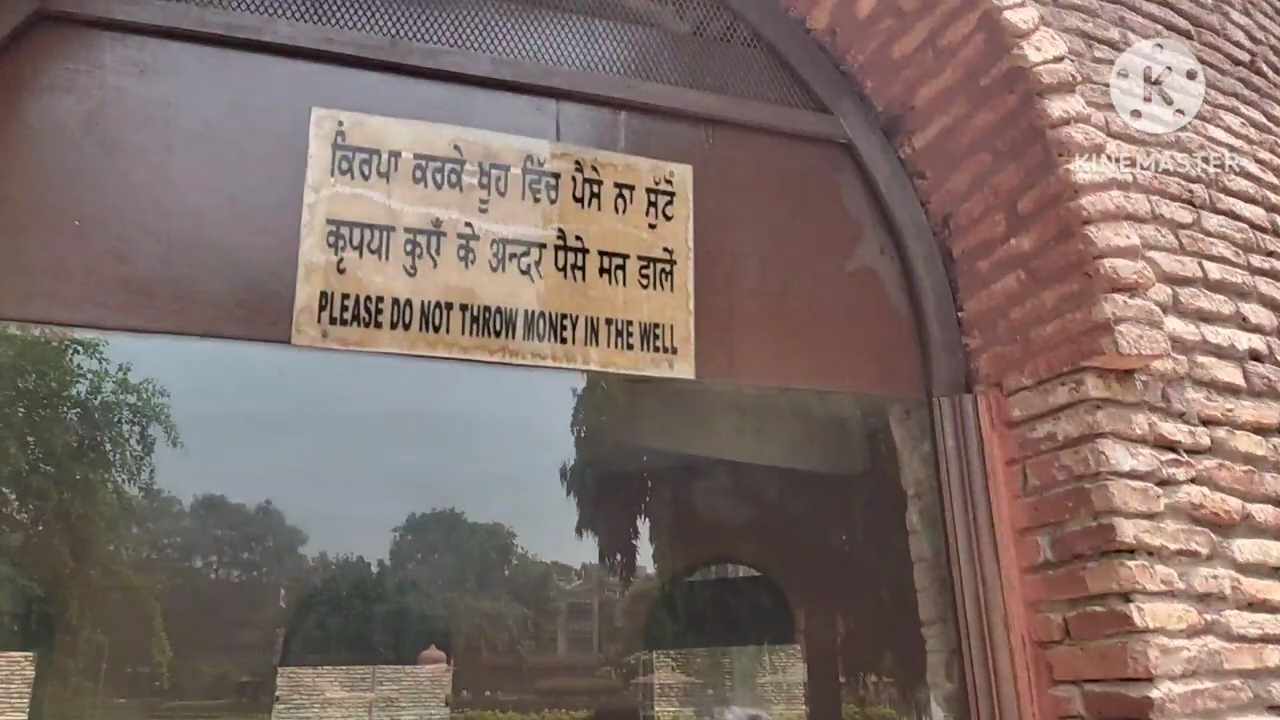 ਕਿਰਪਾ ਕਰਕੇ ਖੂਹ ਵਿੱਚ ਪੈਸੇ ਨਾ ਸੁੱਟੋਂ
कृपया कुएँ के अन्दर पैसे मत डालें
PLEASE DO NOT THROW MONEY IN THE WELL
K
KINEMASTER